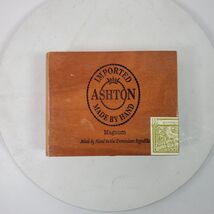 IMPORTED
ASHTON
MADE BY HAND
Magnum
Made by Hand in the Dominican Republic